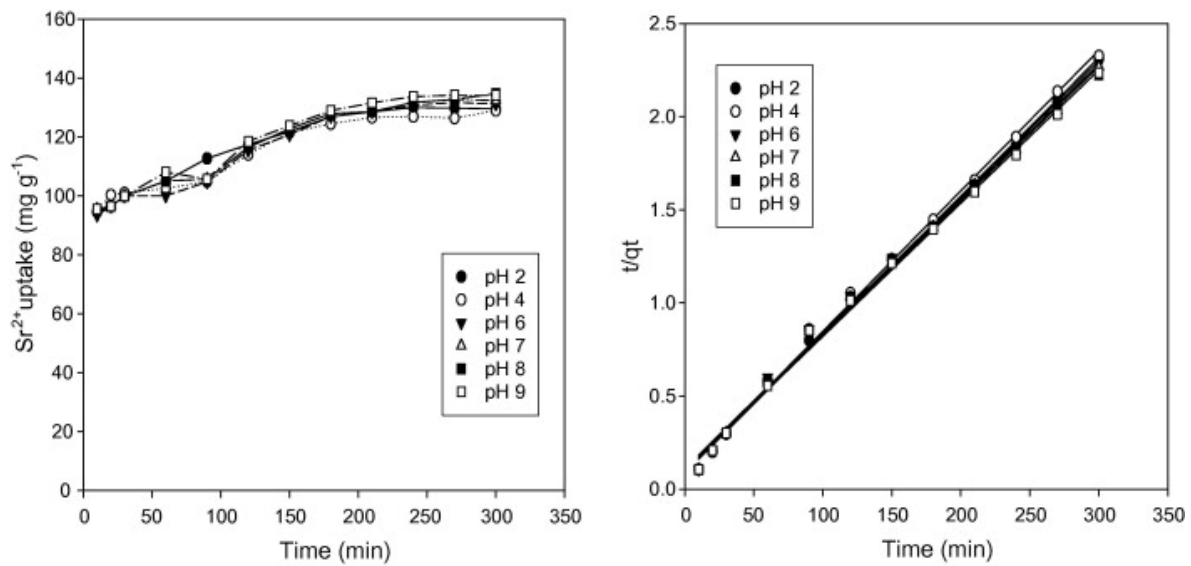 160
140
120
100
80
60
40
20
0
Sr²⁺uptake (mg g⁻¹)
pH 2
pH 4
pH 6
pH 7
pH 8
pH 9
0 50 100 150 200 250 300 350
Time (min)
2.5
2.0
1.5
1.0
0.5
0.0
t/qt
pH 2
pH 4
pH 6
pH 7
pH 8
pH 9
0 50 100 150 200 250 300 350
Time (min)